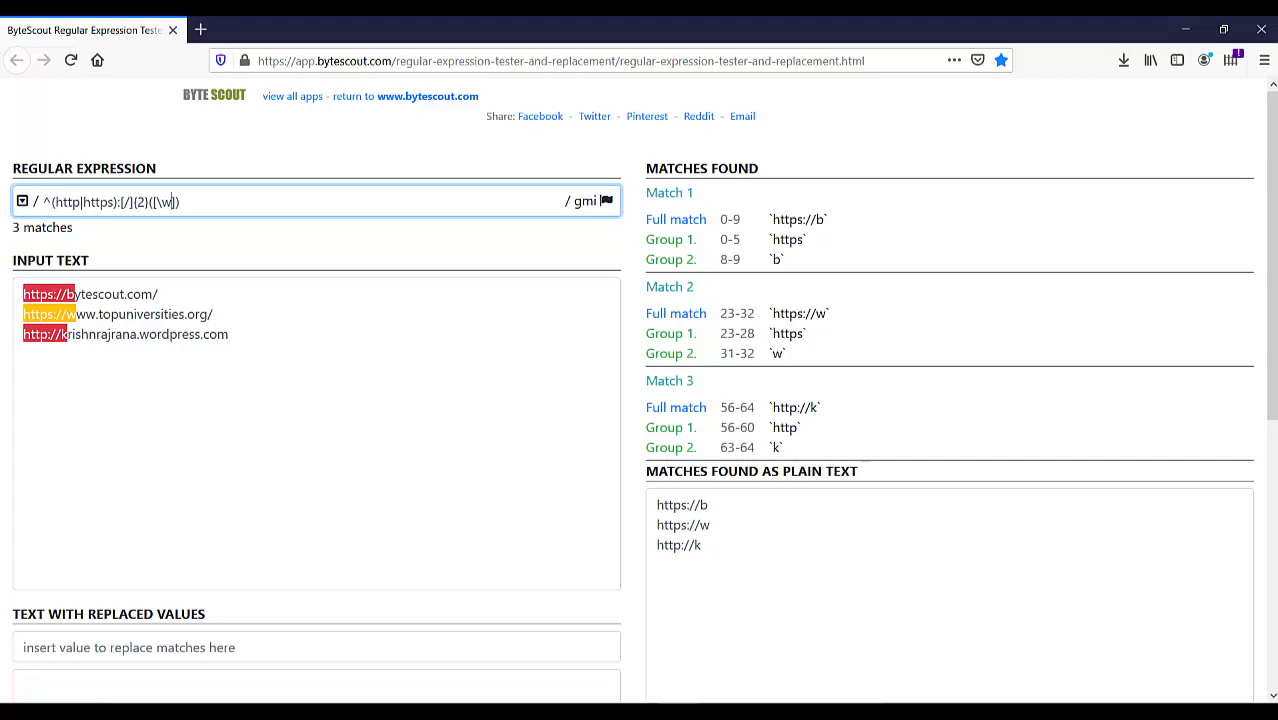 ByteScout Regular Expression Teste
https://app.bytescout.com/regular-expression-tester-and-replacement/regular-expression-tester-and-replacement.html
BYTE SCOUT view all apps - return to www.bytescout.com
Share: Facebook - Twitter - Pinterest - Reddit - Email
REGULAR EXPRESSION
/ ^(http|https):[/]{2}([\w]) / gmi
3 matches
INPUT TEXT
https://bytescout.com/
https://www.topuniversities.org/
http://krishnrajrana.wordpress.com
TEXT WITH REPLACED VALUES
insert value to replace matches here
MATCHES FOUND
Match 1
Full match 0-9 `https://b`
Group 1. 0-5 `https`
Group 2. 8-9 `b`
Match 2
Full match 23-32 `https://w`
Group 1. 23-28 `https`
Group 2. 31-32 `w`
Match 3
Full match 56-64 `http://k`
Group 1. 56-60 `http`
Group 2. 63-64 `k`
MATCHES FOUND AS PLAIN TEXT
https://b
https://w
http://k